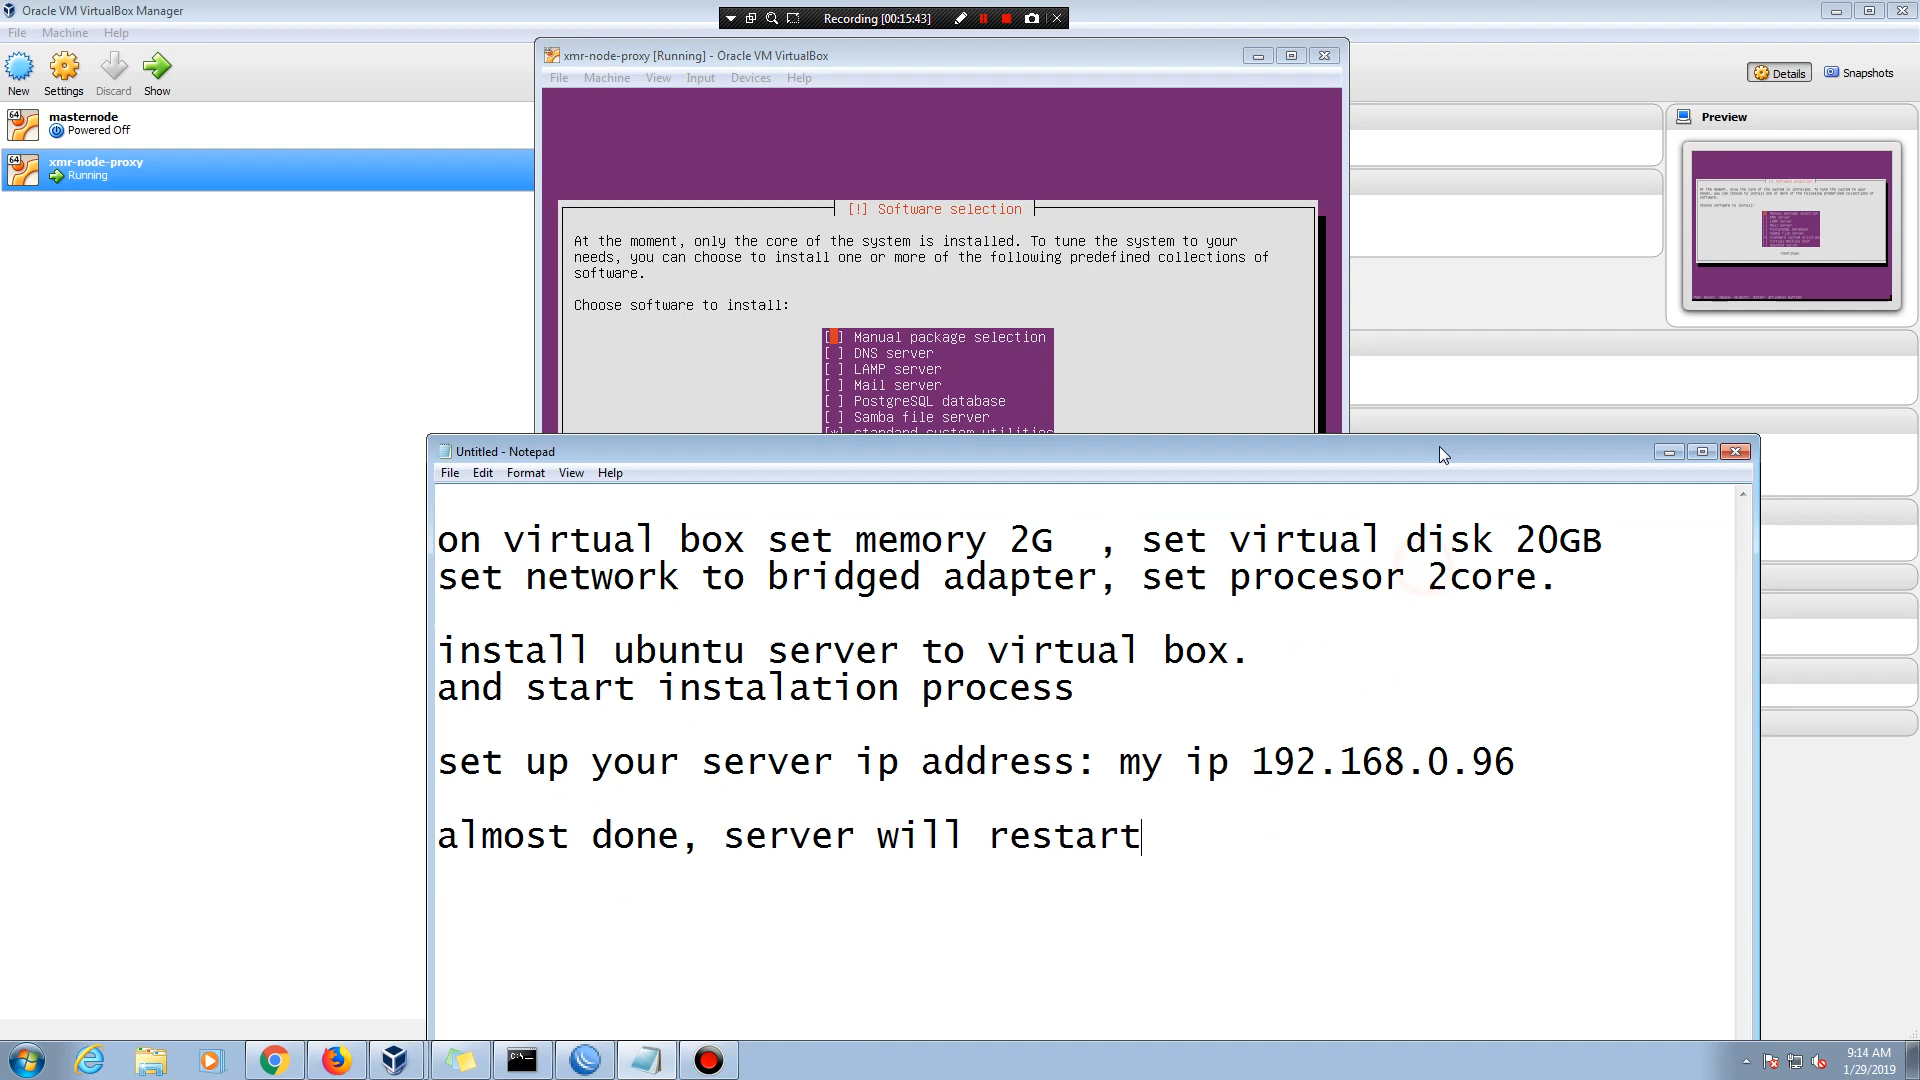 Oracle VM VirtualBox Manager
File Machine Help
New Settings Discard Show
Recording [00:15:43]
Details Snapshots
64 masternode
Powered Off
64 xmr-node-proxy
Running
xmr-node-proxy [Running] - Oracle VM VirtualBox
File Machine View Input Devices Help
[!] Software selection
At the moment, only the core of the system is installed. To tune the system to your
needs, you can choose to install one or more of the following predefined collections of
software.
Choose software to install:
[ ] Manual package selection
[ ] DNS server
[ ] LAMP server
[ ] Mail server
[ ] PostgreSQL database
[ ] Samba file server
[*] standard system utilities
Preview
Untitled - Notepad
File Edit Format View Help
on virtual box set memory 2G , set virtual disk 20GB
set network to bridged adapter, set procesor 2core.
install ubuntu server to virtual box.
and start instalation process
set up your server ip address: my ip 192.168.0.96
almost done, server will restart
9:14 AM
1/29/2019